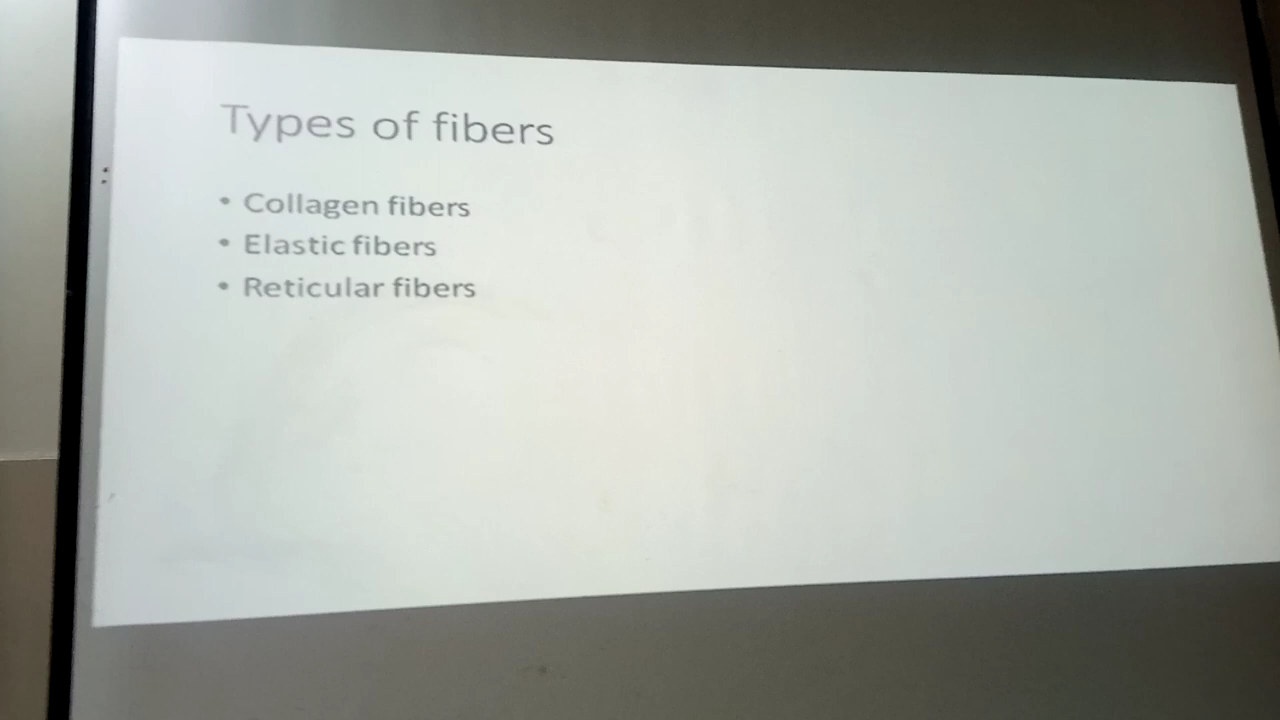 Types of fibers
• Collagen fibers
• Elastic fibers
• Reticular fibers